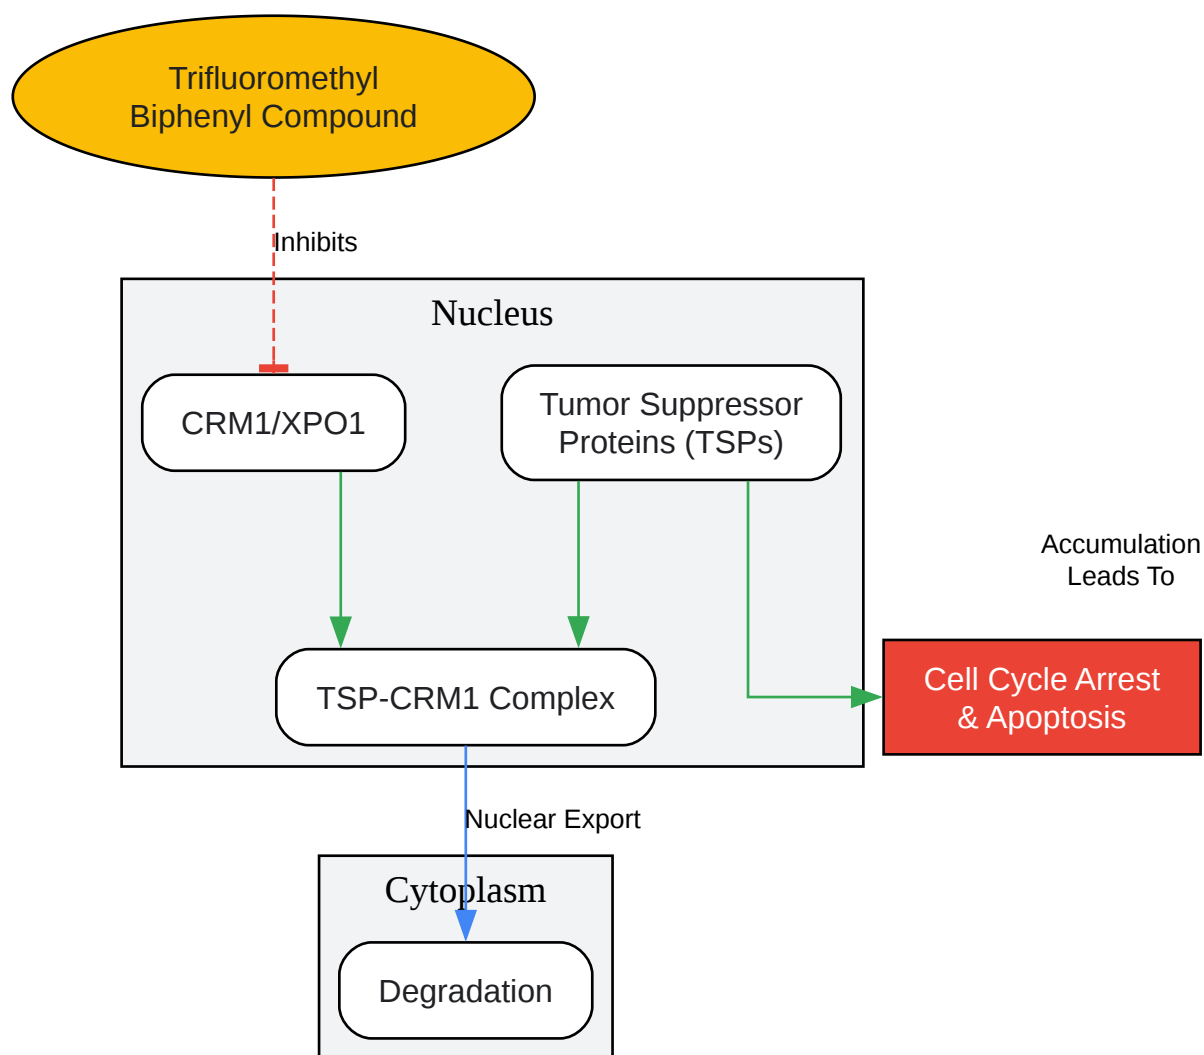 Trifluoromethyl
Biphenyl Compound
Inhibits
Nucleus
CRM1/XPO1
Tumor Suppressor
Proteins (TSPs)
Accumulation
Leads To
TSP-CRM1 Complex
Cell Cycle Arrest
& Apoptosis
Nuclear Export
Cytoplasm
Degradation